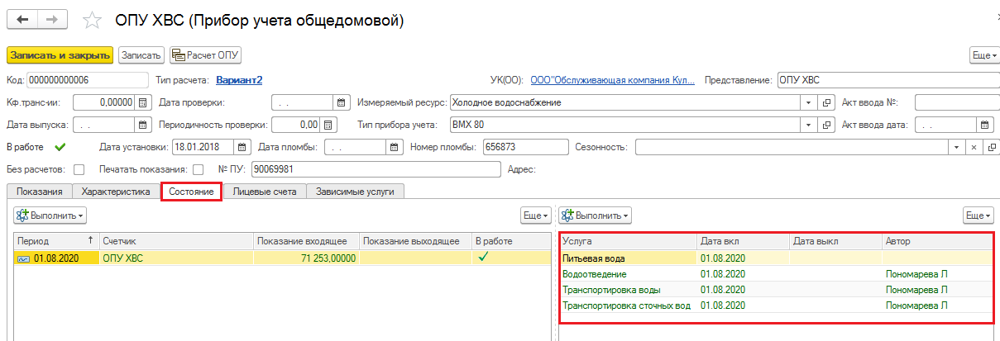 ОПУ ХВС (Прибор учета общедомовой)
Записать и закрыть Записать Расчет ОПУ Еще
Код: 000000000006 Тип расчета: Вариант2 УК(ОО): ООО"Обслуживающая компания Кул... Представление: ОПУ ХВС
Кф.транс-ии: 0,00000 Дата проверки: . . Измеряемый ресурс: Холодное водоснабжение Акт ввода №:
Дата выпуска: . . Периодичность проверки: 0,00 Тип прибора учета: ВМХ 80 Акт ввода дата: . .
В работе Дата установки: 18.01.2018 Дата пломбы: . . Номер пломбы: 656873 Сезонность:
Без расчетов: Печатать показания: № ПУ: 90069981 Адрес:
Показания Характеристика Состояние Лицевые счета Зависимые услуги
Выполнить Еще Выполнить Еще
Период Счетчик Показание входящее Показание выходящее В работе Услуга Дата вкл Дата выкл Автор
01.08.2020 ОПУ ХВС 71 253,00000 Питьевая вода 01.08.2020
Водоотведение 01.08.2020 Пономарева Л
Транспортировка воды 01.08.2020 Пономарева Л
Транспортировка сточных вод 01.08.2020 Пономарева Л